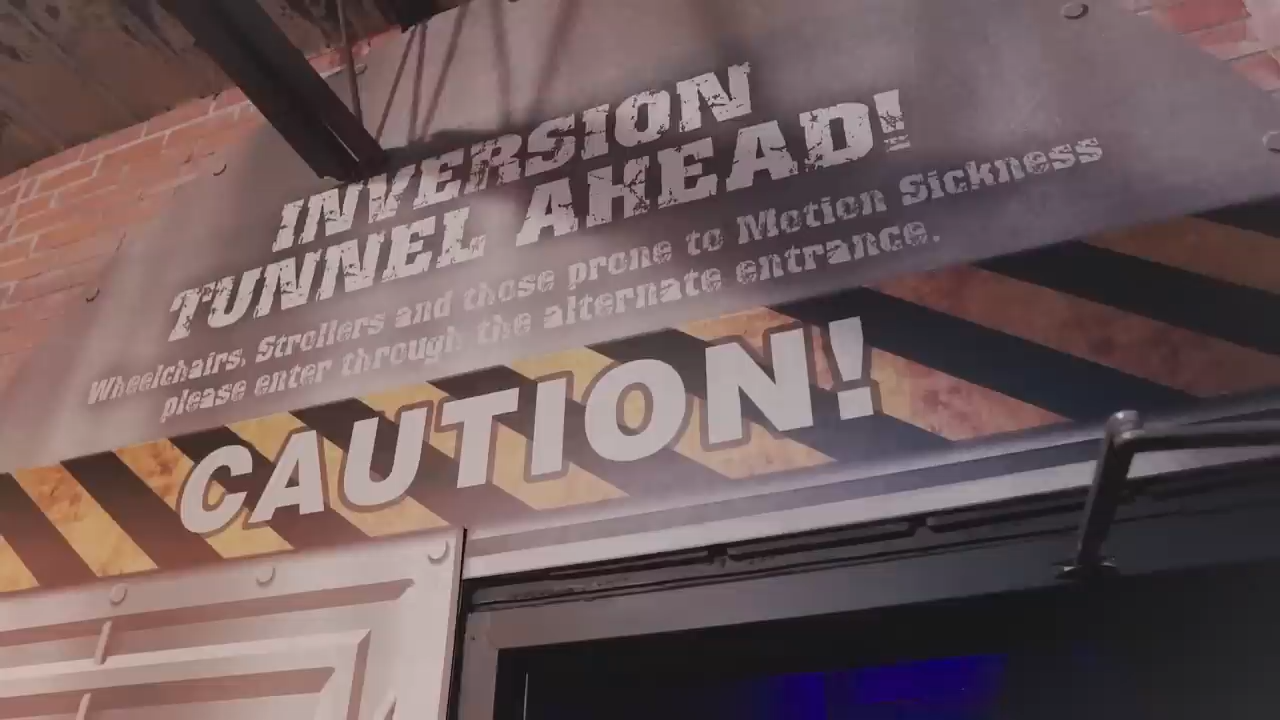 INVERSION
TUNNEL AHEAD!
Wheelchairs, Strollers and those prone to Motion Sickness
please enter through the alternate entrance.
CAUTION!